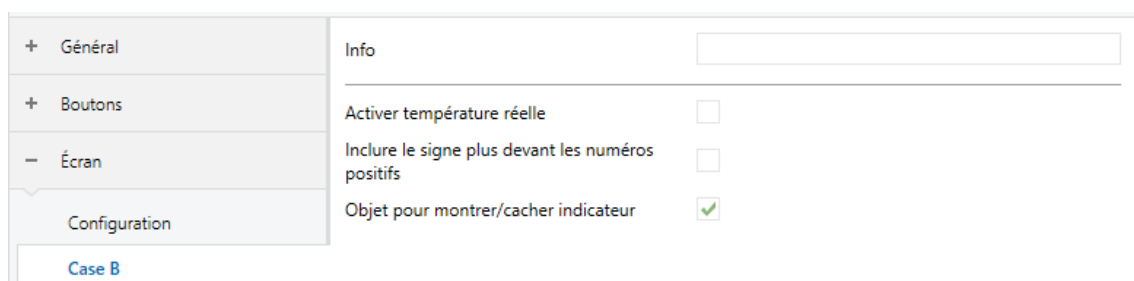 + Général
+ Boutons
− Écran
Configuration
Case B
Info
Activer température réelle
Inclure le signe plus devant les numéros
positifs
Objet pour montrer/cacher indicateur